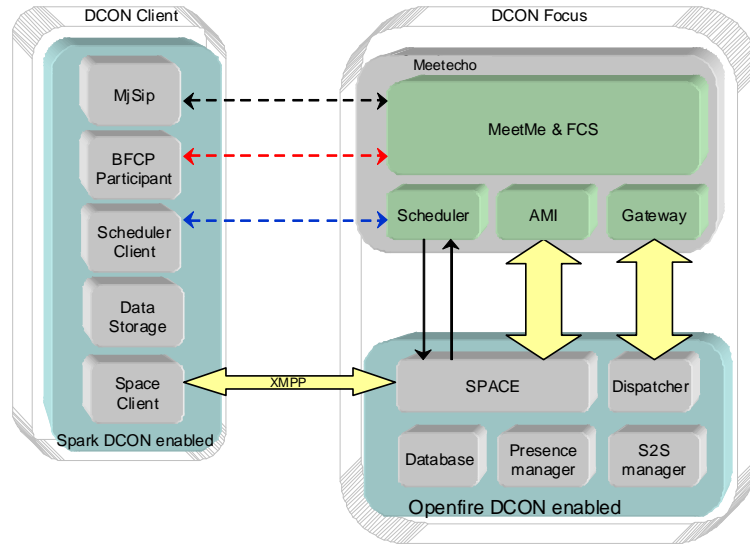 DCON Client
MjSip
BFCP
Participant
Scheduler
Client
Data
Storage
Space
Client
Spark DCON enabled
XMPP
DCON Focus
Meetecho
MeetMe & FCS
Scheduler
AMI
Gateway
SPACE
Dispatcher
Database
Presence
manager
S2S
manager
Openfire DCON enabled